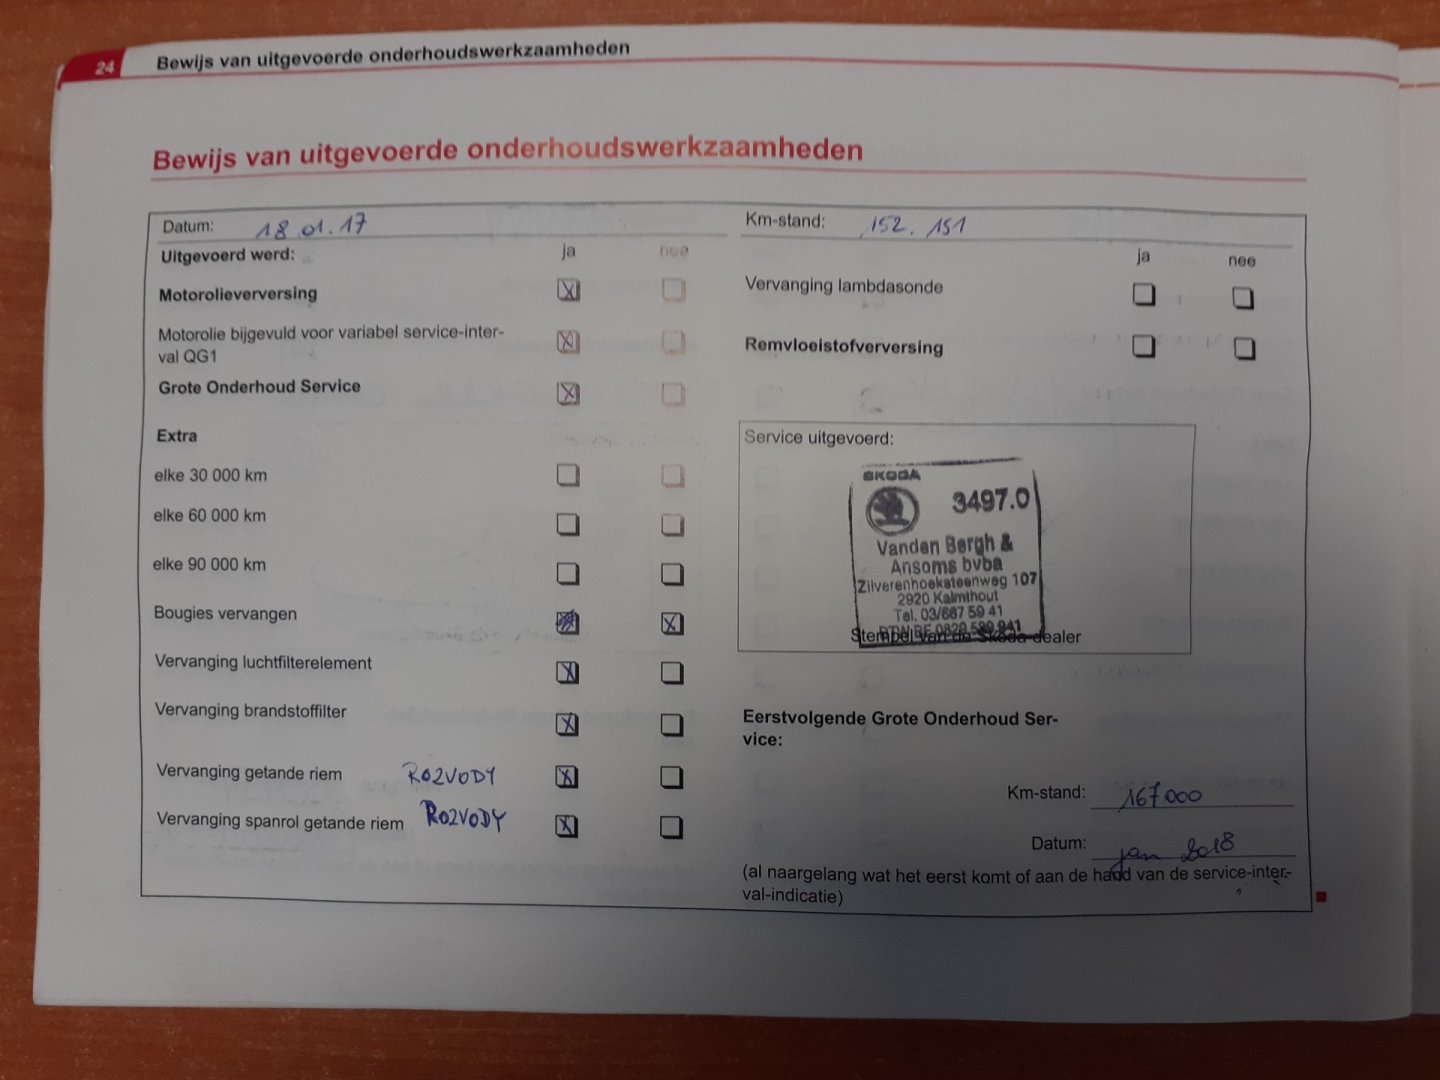 24
Bewijs van uitgevoerde onderhoudswerkzaamheden
Bewijs van uitgevoerde onderhoudswerkzaamheden
Datum: 18.01.17
Uitgevoerd werd: ja nee
Motorolieverversing
Motorolie bijgevuld voor variabel service-inter-
val QG1
Grote Onderhoud Service
Extra
elke 30 000 km
elke 60 000 km
elke 90 000 km
Bougies vervangen
Vervanging luchtfilterelement
Vervanging brandstoffilter
Vervanging getande riem ROZVODY
Vervanging spanrol getande riem ROZVODY
Km-stand: 152.151
ja nee
Vervanging lambdasonde
Remvloeistofverversing
Service uitgevoerd:
SKODA
3497.0
Vanden Bergh &
Ansoms bvba
Zilverenhoeksteenweg 107
2920 Kalmthout
Tel. 03/667 59 41
BTW BE 0829.599.941
Stempel van de Skoda-dealer
Eerstvolgende Grote Onderhoud Ser-
vice:
Km-stand: 167000
Datum: jan 2018
(al naargelang wat het eerst komt of aan de hand van de service-inter-
val-indicatie)